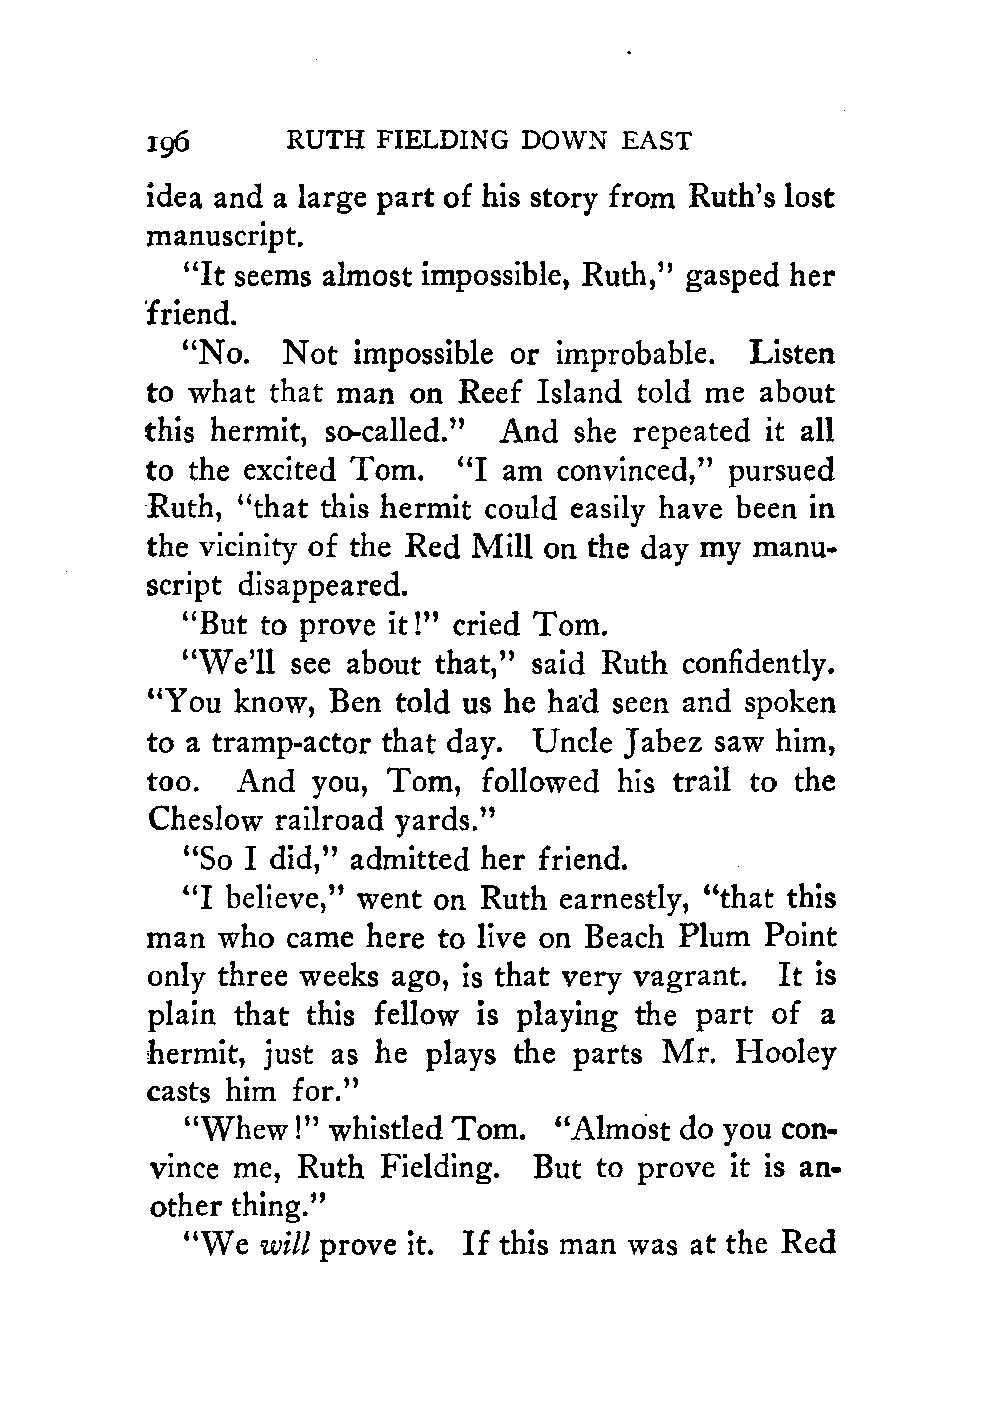 196 RUTH FIELDING DOWN EAST
idea and a large part of his story from Ruth's lost
manuscript.
"It seems almost impossible, Ruth," gasped her
friend.
"No. Not impossible or improbable. Listen
to what that man on Reef Island told me about
this hermit, so-called." And she repeated it all
to the excited Tom. "I am convinced," pursued
Ruth, "that this hermit could easily have been in
the vicinity of the Red Mill on the day my manu-
script disappeared.
"But to prove it!" cried Tom.
"We'll see about that," said Ruth confidently.
"You know, Ben told us he had seen and spoken
to a tramp-actor that day. Uncle Jabez saw him,
too. And you, Tom, followed his trail to the
Cheslow railroad yards."
"So I did," admitted her friend.
"I believe," went on Ruth earnestly, "that this
man who came here to live on Beach Plum Point
only three weeks ago, is that very vagrant. It is
plain that this fellow is playing the part of a
hermit, just as he plays the parts Mr. Hooley
casts him for."
"Whew!" whistled Tom. "Almost do you con-
vince me, Ruth Fielding. But to prove it is an-
other thing."
"We will prove it. If this man was at the Red